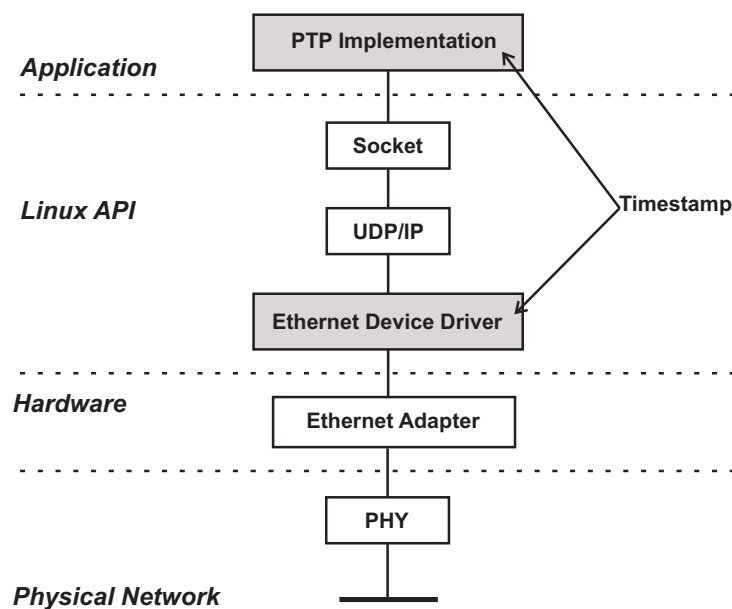 PTP Implementation
Application
Socket
Linux API
Timestamp
UDP/IP
Ethernet Device Driver
Hardware
Ethernet Adapter
PHY
Physical Network